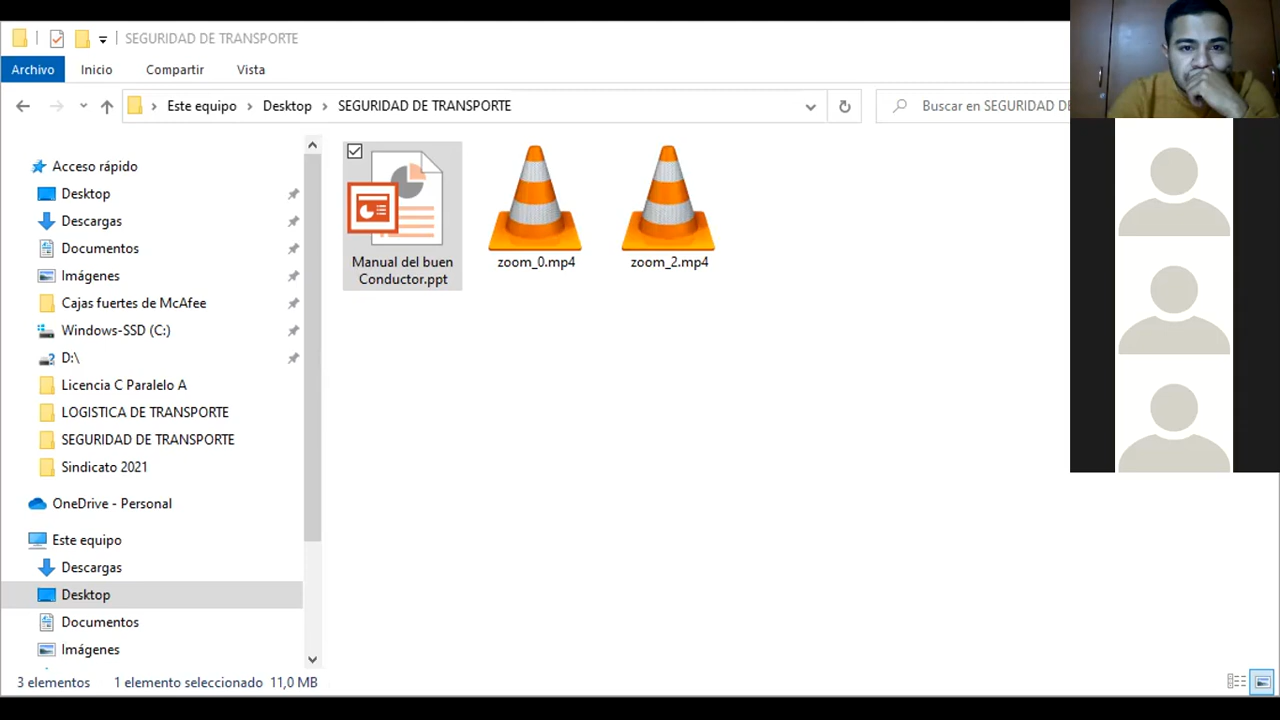 SEGURIDAD DE TRANSPORTE
Archivo Inicio Compartir Vista
Este equipo Desktop SEGURIDAD DE TRANSPORTE
Buscar en SEGURIDAD DE
Acceso rápido
Desktop
Descargas
Documentos
Imágenes
Cajas fuertes de McAfee
Windows-SSD (C:)
D:\
Licencia C Paralelo A
LOGISTICA DE TRANSPORTE
SEGURIDAD DE TRANSPORTE
Sindicato 2021
OneDrive - Personal
Este equipo
Descargas
Desktop
Documentos
Imágenes
Manual del buen
Conductor.ppt
zoom_0.mp4
zoom_2.mp4
3 elementos 1 elemento seleccionado 11,0 MB